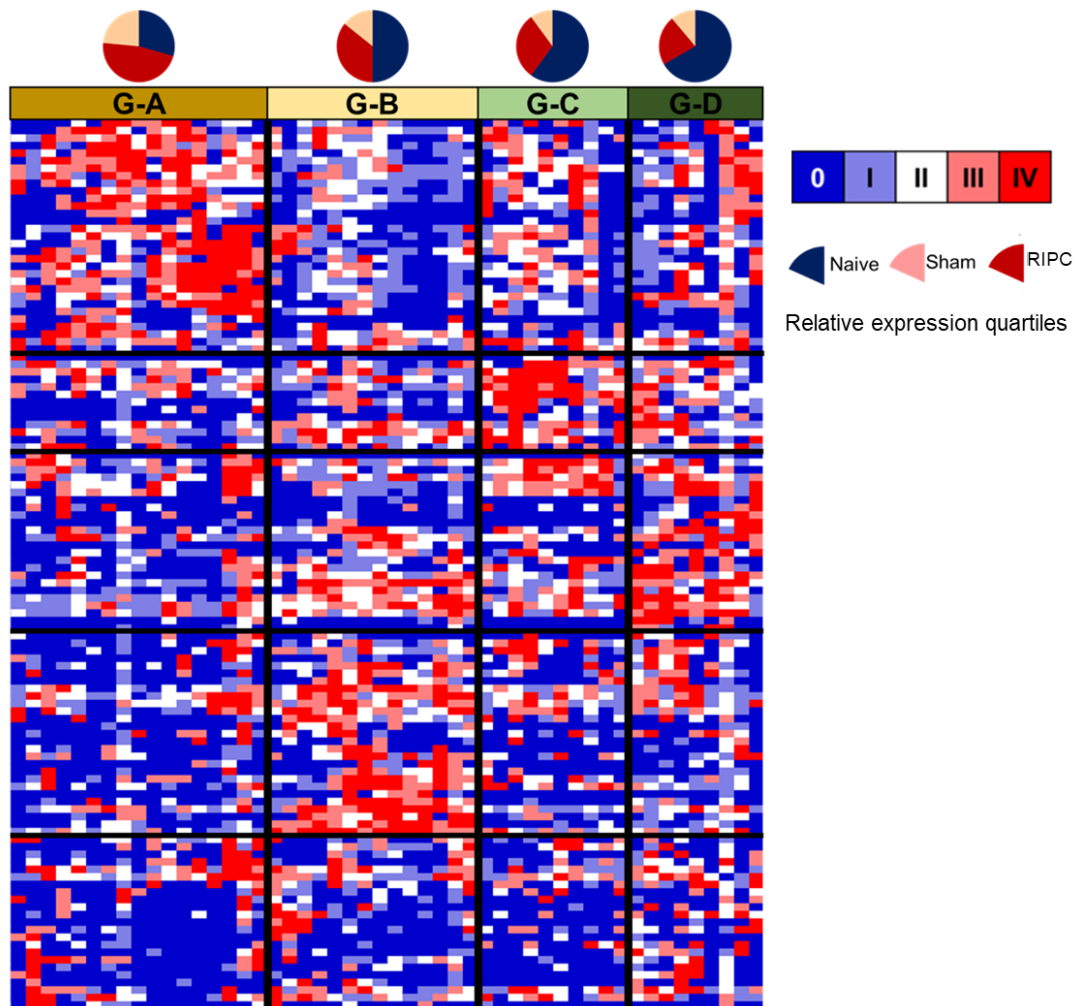 G-A G-B G-C G-D
0 I II III IV
Naive Sham RIPC
Relative expression quartiles